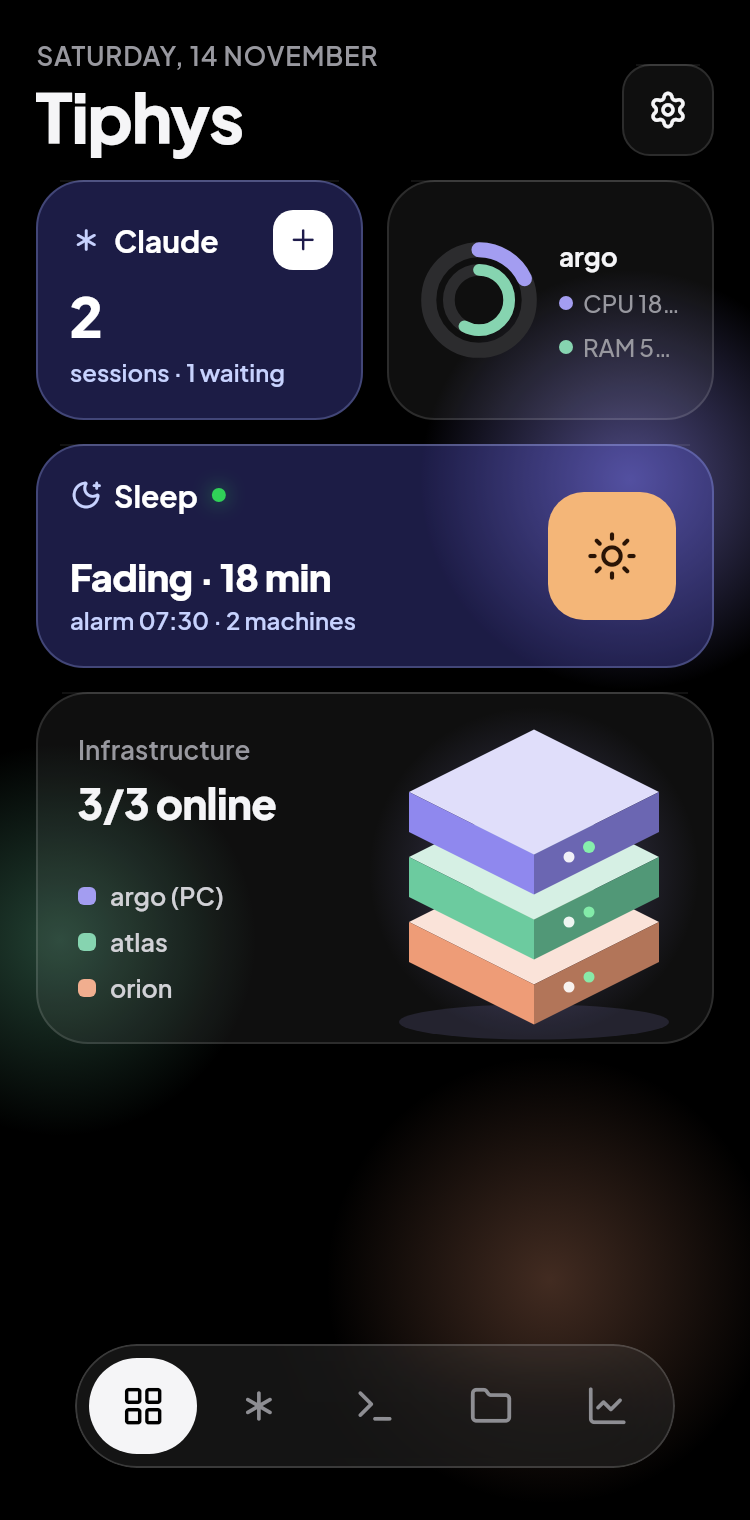 SATURDAY, 14 NOVEMBER
Tiphys
Claude
2
sessions · 1 waiting
argo
CPU 18...
RAM 5...
Sleep
Fading · 18 min
alarm 07:30 · 2 machines
Infrastructure
3/3 online
argo (PC)
atlas
orion